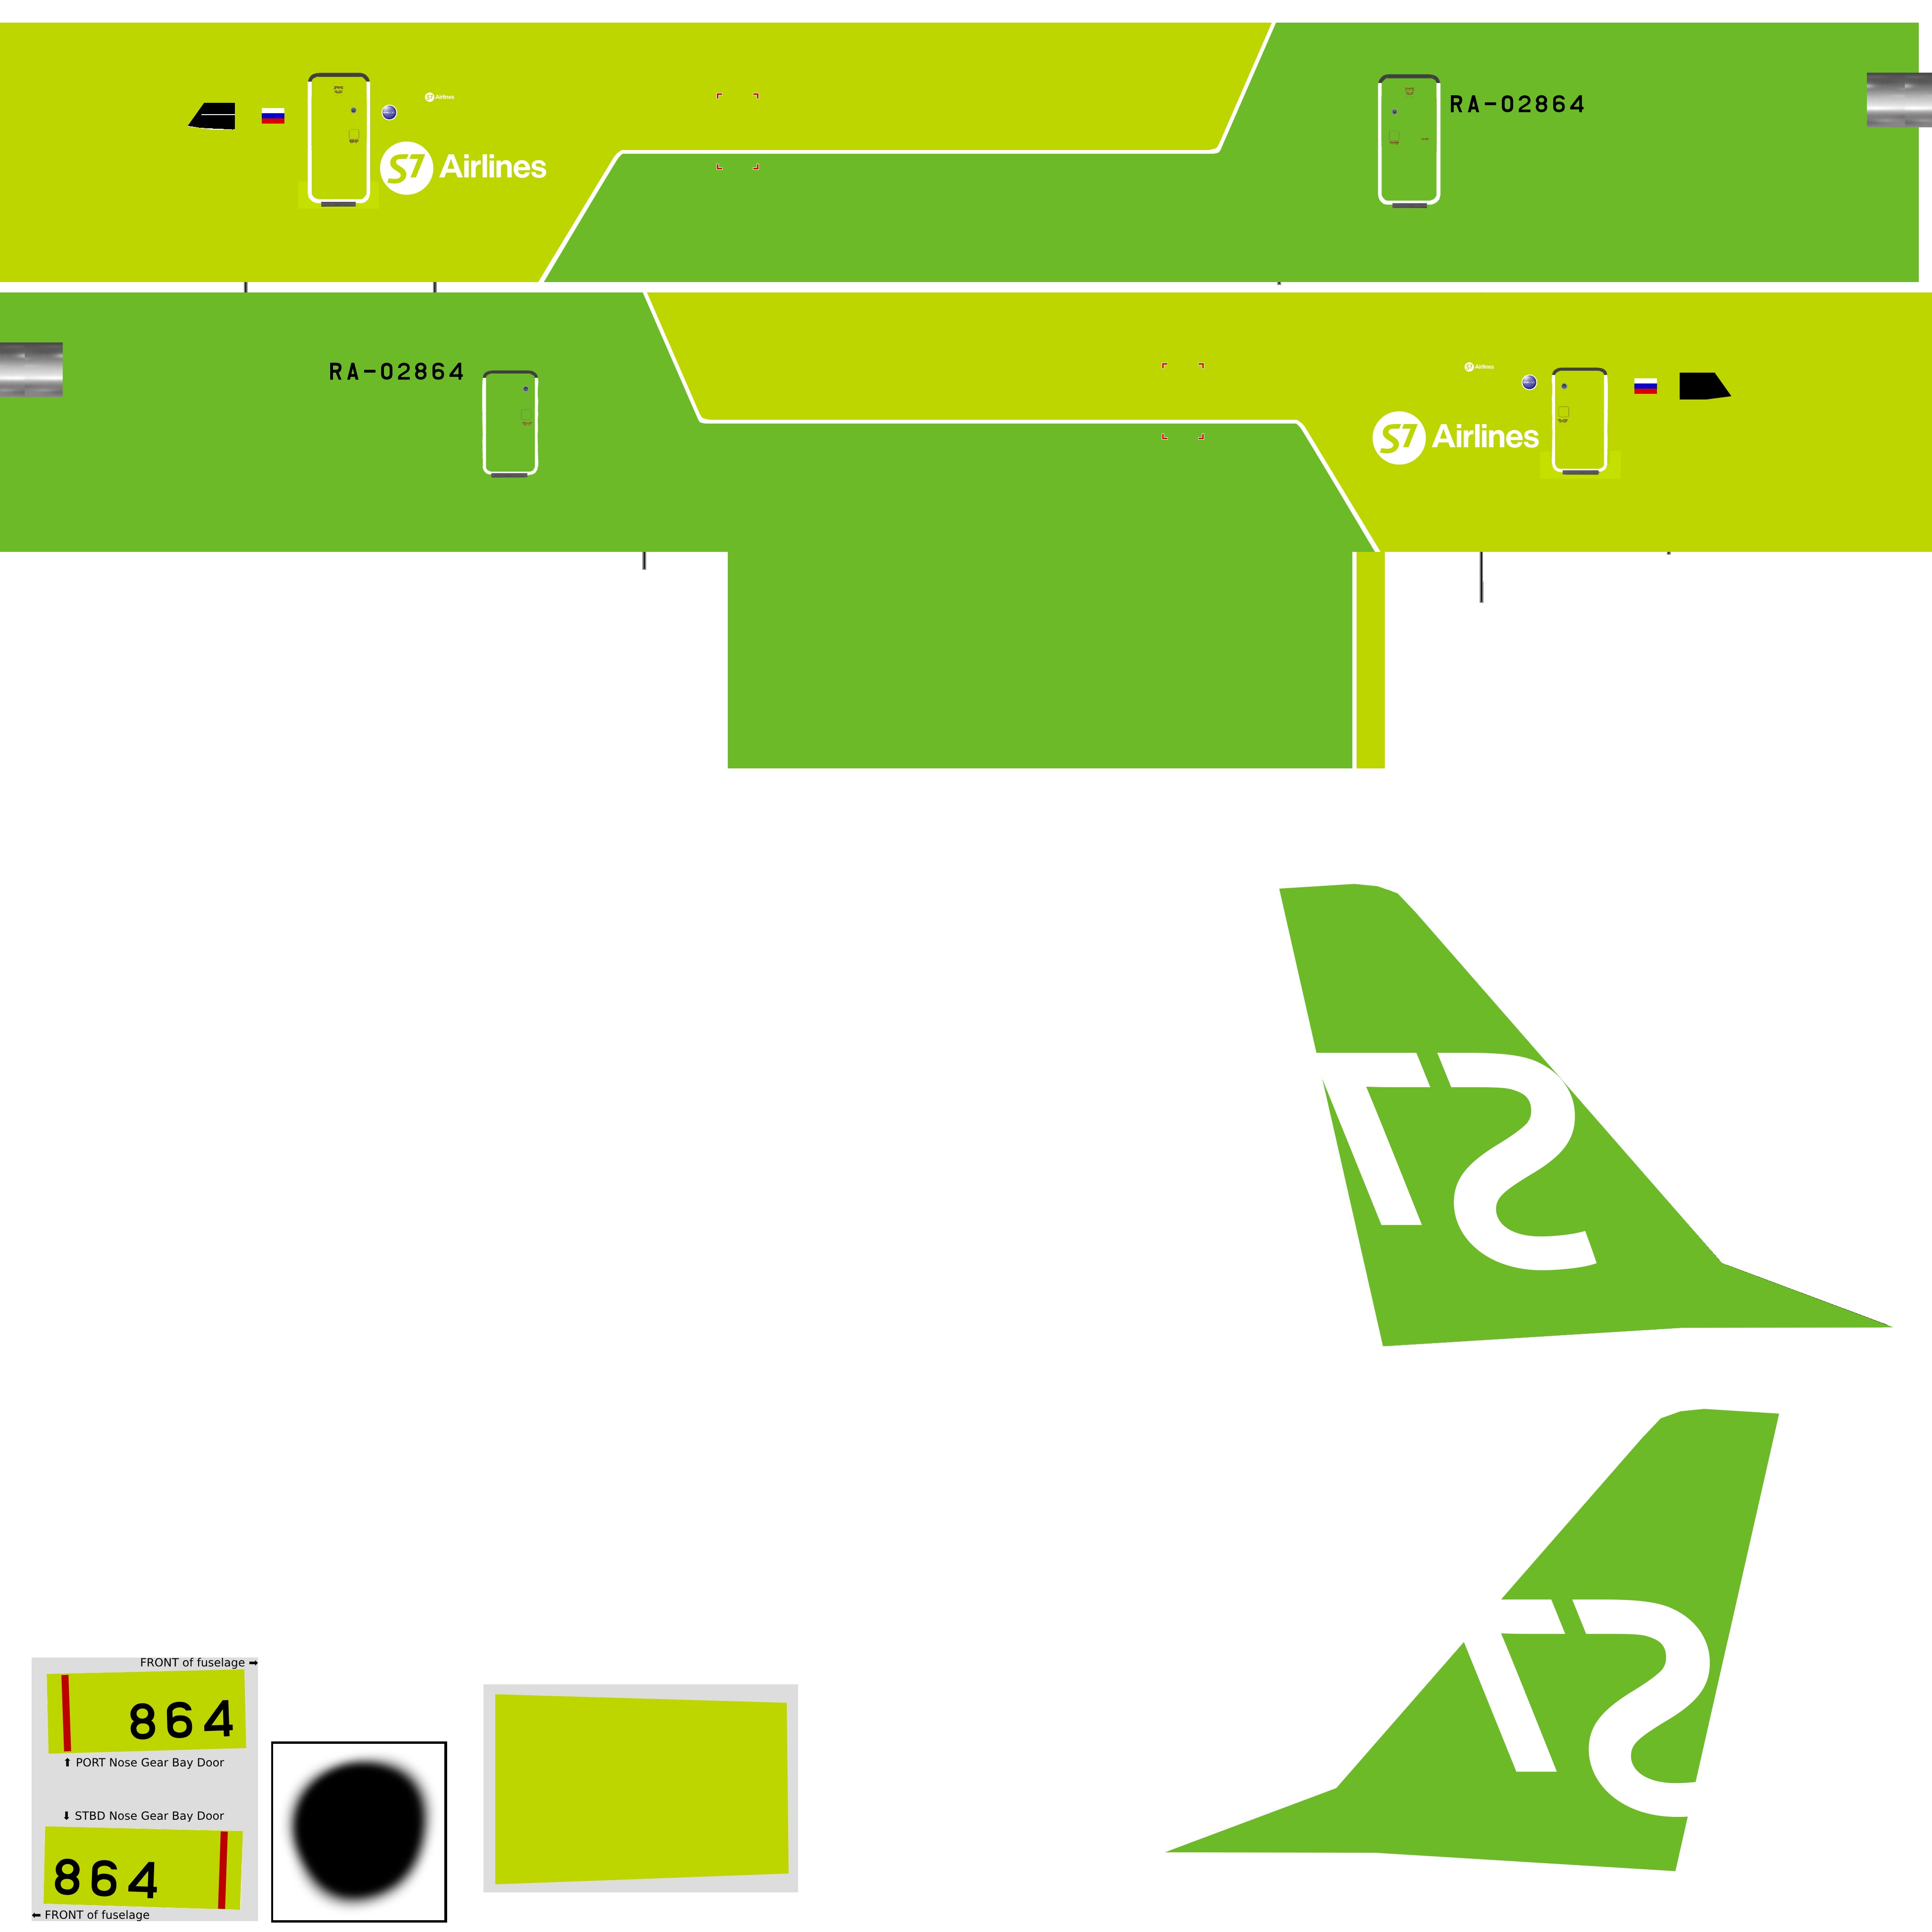 S7 Airlines
RA-02864
S7 Airlines
RA-02864
S7 Airlines
S7 Airlines
S7
S7
FRONT of fuselage ➡
864
⬆ PORT Nose Gear Bay Door
⬇ STBD Nose Gear Bay Door
864
⬅ FRONT of fuselage